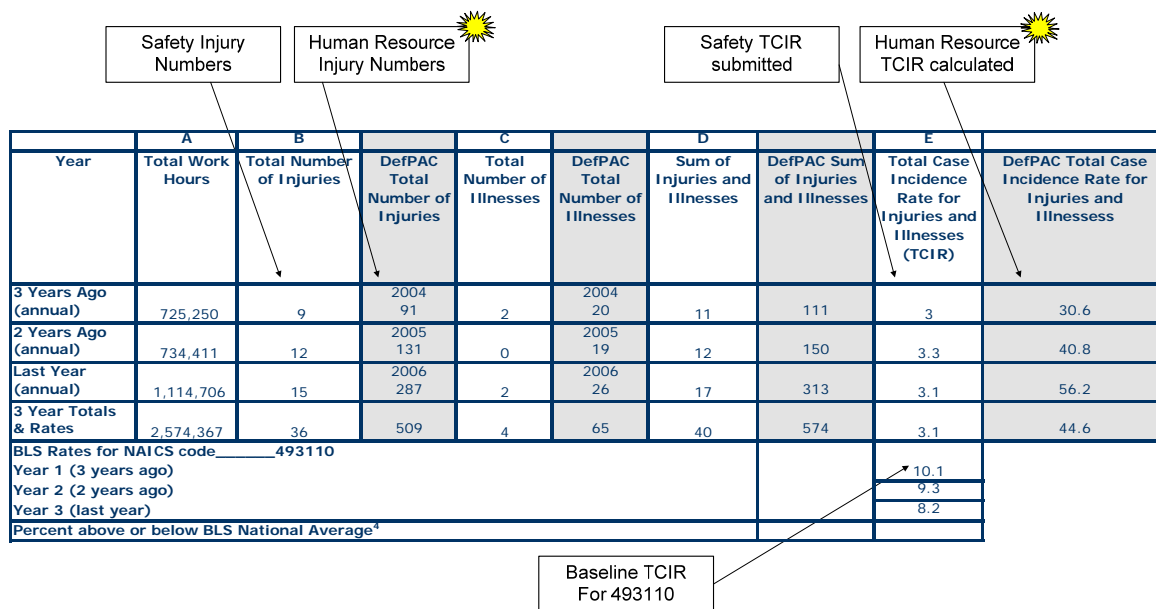 Safety Injury
Numbers
Human Resource
Injury Numbers
Safety TCIR
submitted
Human Resource
TCIR calculated
A B C D E
Year Total Work Total Number DefPAC Total DefPAC Sum of DefPAC Sum Total Case DefPAC Total Case
Hours of Injuries Total Number of Total Injuries and of Injuries Incidence Incidence Rate for
Number of Illnesses Number of Illnesses and Illnesses Rate for Injuries and
Injuries Illnesses Injuries and Illnessess
Illnesses
(TCIR)
3 Years Ago 2004 2004
(annual) 725,250 9 91 2 20 11 111 3 30.6
2 Years Ago 2005 2005
(annual) 734,411 12 131 0 19 12 150 3.3 40.8
Last Year 2006 2006
(annual) 1,114,706 15 287 2 26 17 313 3.1 56.2
3 Year Totals
& Rates 2,574,367 36 509 4 65 40 574 3.1 44.6
BLS Rates for NAICS code______493110
Year 1 (3 years ago) 10.1
Year 2 (2 years ago) 9.3
Year 3 (last year) 8.2
Percent above or below BLS National Average4
Baseline TCIR
For 493110